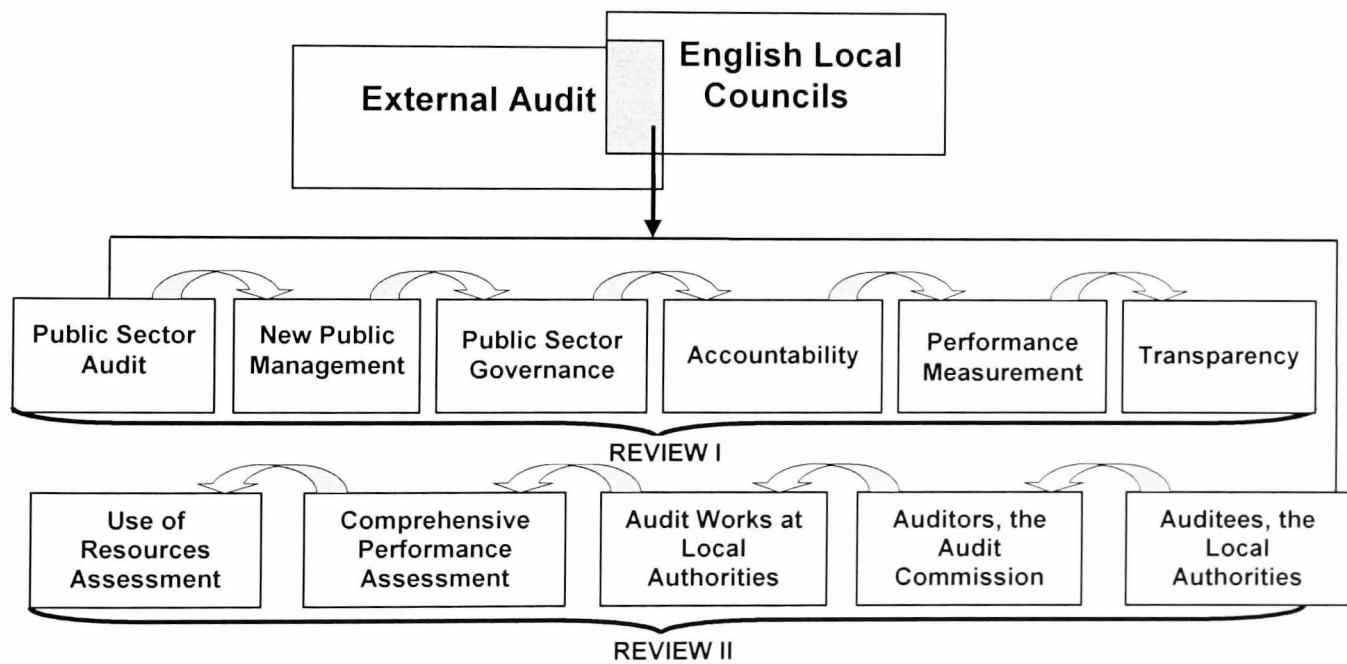 External Audit
English Local
Councils
Public Sector
Audit
New Public
Management
Public Sector
Governance
Accountability
Performance
Measurement
Transparency
REVIEW I
Use of
Resources
Assessment
Comprehensive
Performance
Assessment
Audit Works at
Local
Authorities
Auditors, the
Audit
Commission
Auditees, the
Local
Authorities
REVIEW II